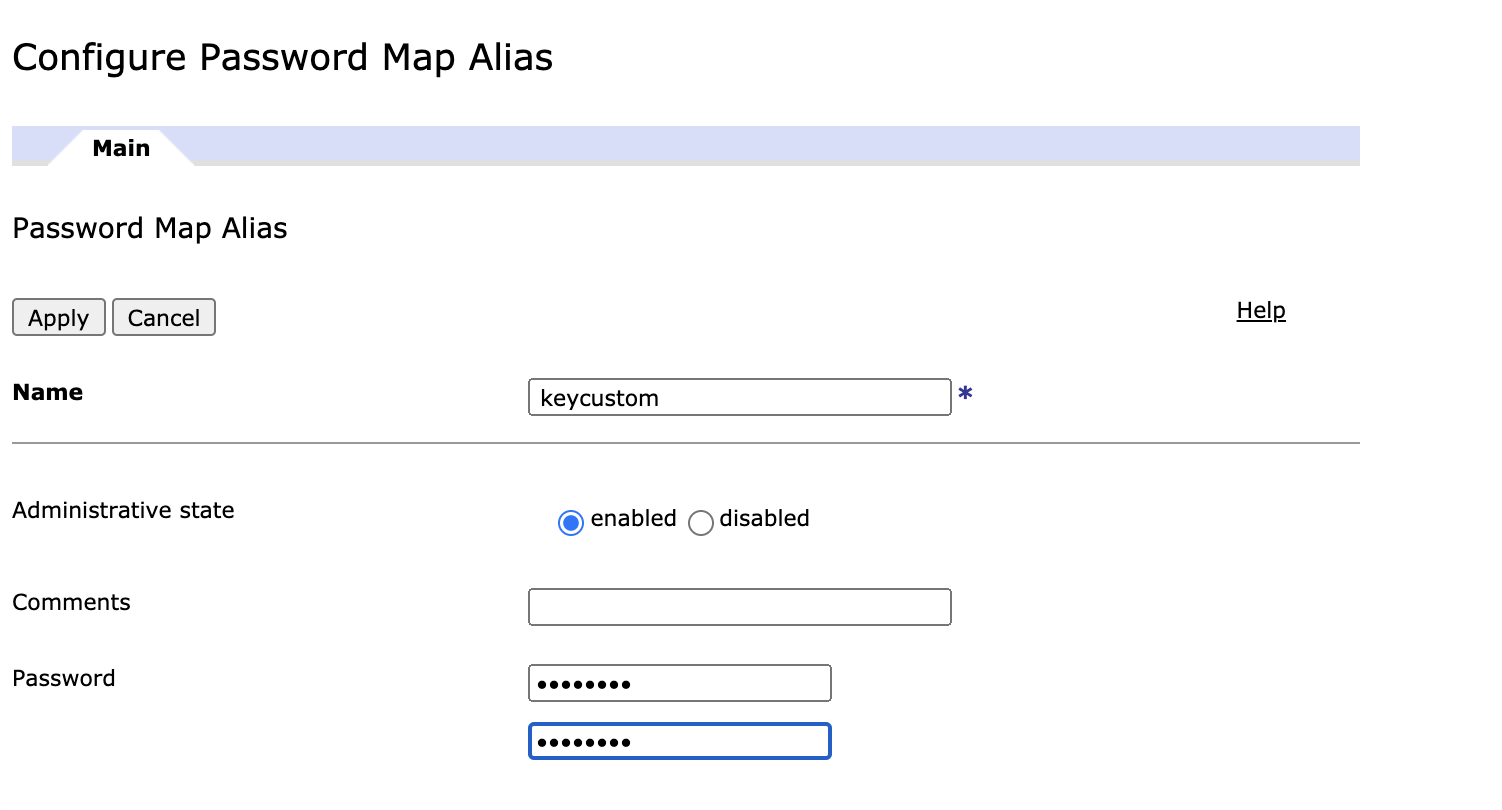 Configure Password Map Alias
Main
Password Map Alias
Apply Cancel Help
Name keycustom *
Administrative state enabled disabled
Comments
Password ••••••••
••••••••